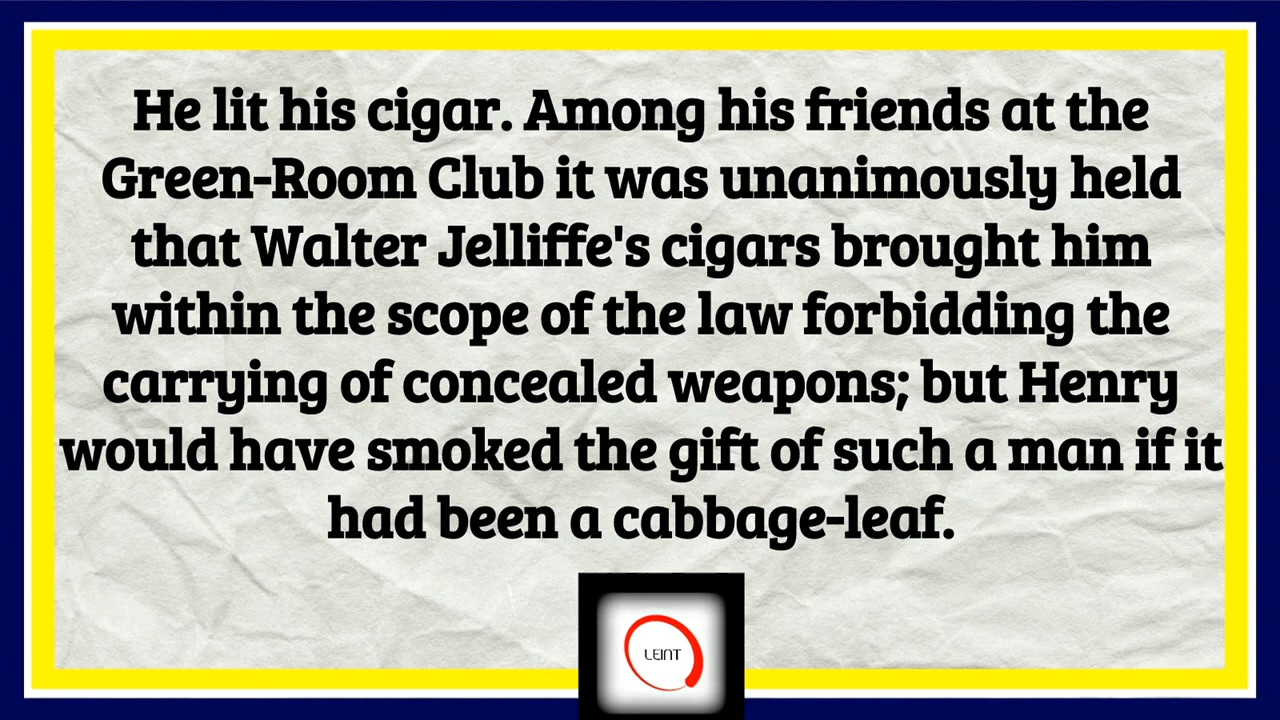 He lit his cigar. Among his friends at the
Green-Room Club it was unanimously held
that Walter Jelliffe's cigars brought him
within the scope of the law forbidding the
carrying of concealed weapons; but Henry
would have smoked the gift of such a man if it
had been a cabbage-leaf.
LEINT